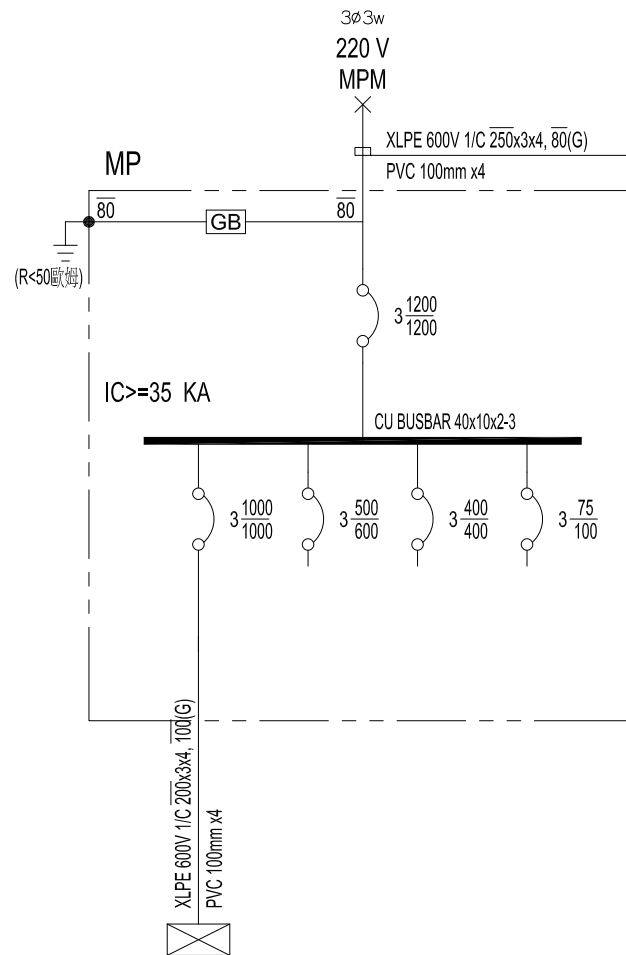 3ø3w
220 V
MPM
XLPE 600V 1/C 250x3x4, 80(G)
PVC 100mm x4
MP
80
GB
80
(R<50歐姆)
3 1200/1200
IC>=35 KA
CU BUSBAR 40x10x2-3
3 1000/1000
3 500/600
3 400/400
3 75/100
XLPE 600V 1/C 200x3x4, 100(G)
PVC 100mm x4